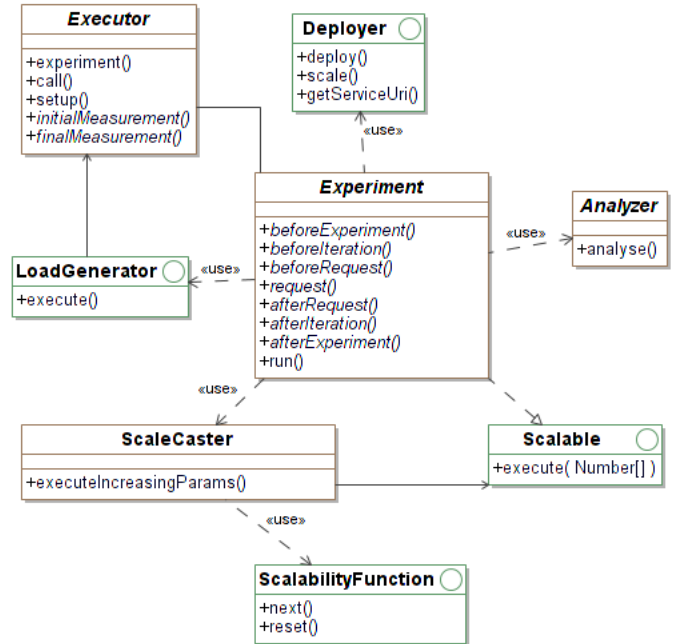 Executor
+experiment()
+call()
+setup()
+initialMeasurement()
+finalMeasurement()
Deployer
+deploy()
+scale()
+getServiceUri()
«use»
Experiment
+beforeExperiment()
+beforeIteration()
+beforeRequest()
+request()
+afterRequest()
+afterIteration()
+afterExperiment()
+run()
«use»
Analyzer
+analyse()
LoadGenerator
+execute()
«use»
«use»
ScaleCaster
+executeIncreasingParams()
Scalable
+execute( Number[] )
«use»
ScalabilityFunction
+next()
+reset()